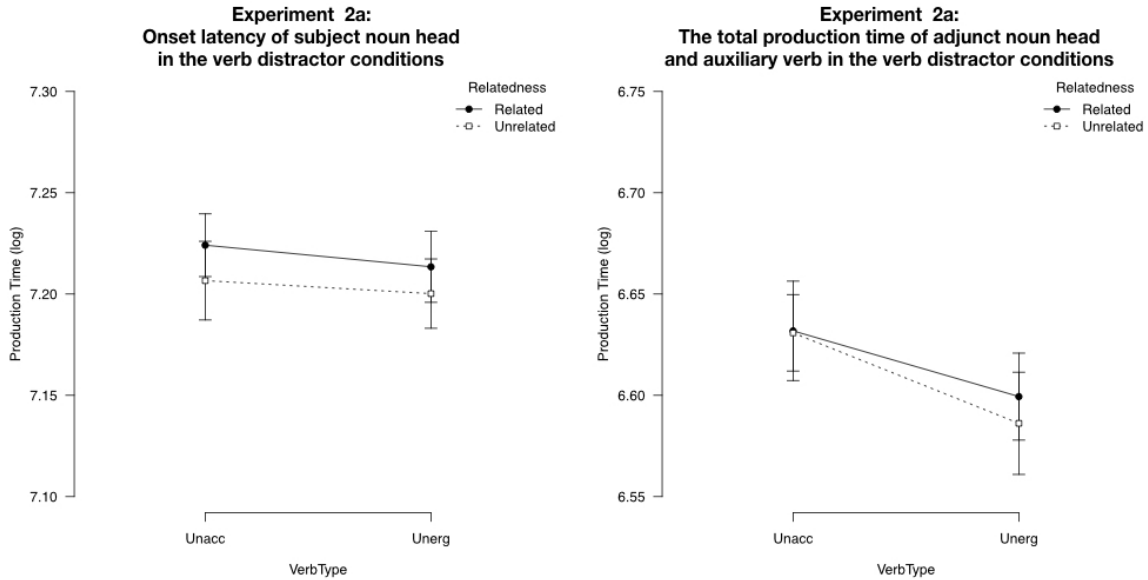 Experiment 2a:
Onset latency of subject noun head
in the verb distractor conditions
Relatedness
Related
Unrelated
7.30
7.25
7.20
7.15
7.10
Production Time (log)
Unacc
Unerg
VerbType
Experiment 2a:
The total production time of adjunct noun head
and auxiliary verb in the verb distractor conditions
Relatedness
Related
Unrelated
6.75
6.70
6.65
6.60
6.55
Production Time (log)
Unacc
Unerg
VerbType